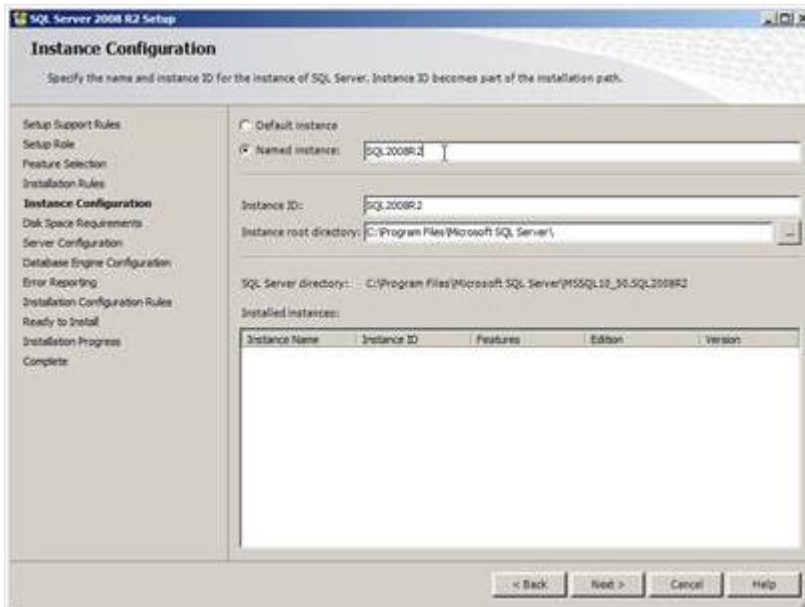 SQL Server 2008 R2 Setup
Instance Configuration
Specify the name and instance ID for the instance of SQL Server. Instance ID becomes part of the installation path.
Setup Support Rules
Setup Role
Feature Selection
Installation Rules
Instance Configuration
Disk Space Requirements
Server Configuration
Database Engine Configuration
Error Reporting
Installation Configuration Rules
Ready to Install
Installation Progress
Complete
Default instance
Named instance: SQL2008R2
Instance ID: SQL2008R2
Instance root directory: C:\Program Files\Microsoft SQL Server\ ...
SQL Server directory: C:\Program Files\Microsoft SQL Server\MSSQL10_50.SQL2008R2
Installed instances:
Instance Name Instance ID Features Edition Version
< Back Next > Cancel Help